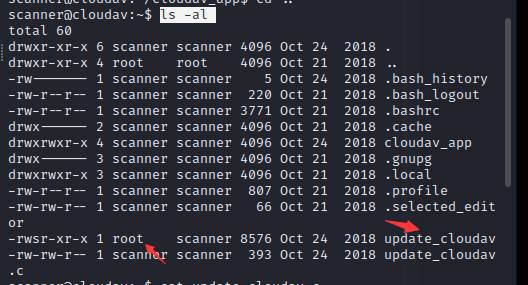 scanner@cloudav:~/cloudav_app$ cd ..
scanner@cloudav:~$ ls -al
total 60
drwxr-xr-x 6 scanner scanner 4096 Oct 24  2018 .
drwxr-xr-x 4 root    root    4096 Oct 21  2018 ..
-rw------- 1 scanner scanner    5 Oct 24  2018 .bash_history
-rw-r--r-- 1 scanner scanner  220 Oct 21  2018 .bash_logout
-rw-r--r-- 1 scanner scanner 3771 Oct 21  2018 .bashrc
drwx------ 2 scanner scanner 4096 Oct 21  2018 .cache
drwxrwxr-x 4 scanner scanner 4096 Oct 21  2018 cloudav_app
drwx------ 3 scanner scanner 4096 Oct 21  2018 .gnupg
drwxrwxr-x 3 scanner scanner 4096 Oct 21  2018 .local
-rw-r--r-- 1 scanner scanner  807 Oct 21  2018 .profile
-rw-rw-r-- 1 scanner scanner   66 Oct 21  2018 .selected_edit
or
-rwsr-xr-x 1 root    scanner 8576 Oct 24  2018 update_cloudav
-rw-rw-r-- 1 scanner scanner  393 Oct 24  2018 update_cloudav
.c
scanner@cloudav:~$ cat update_cloudav.c